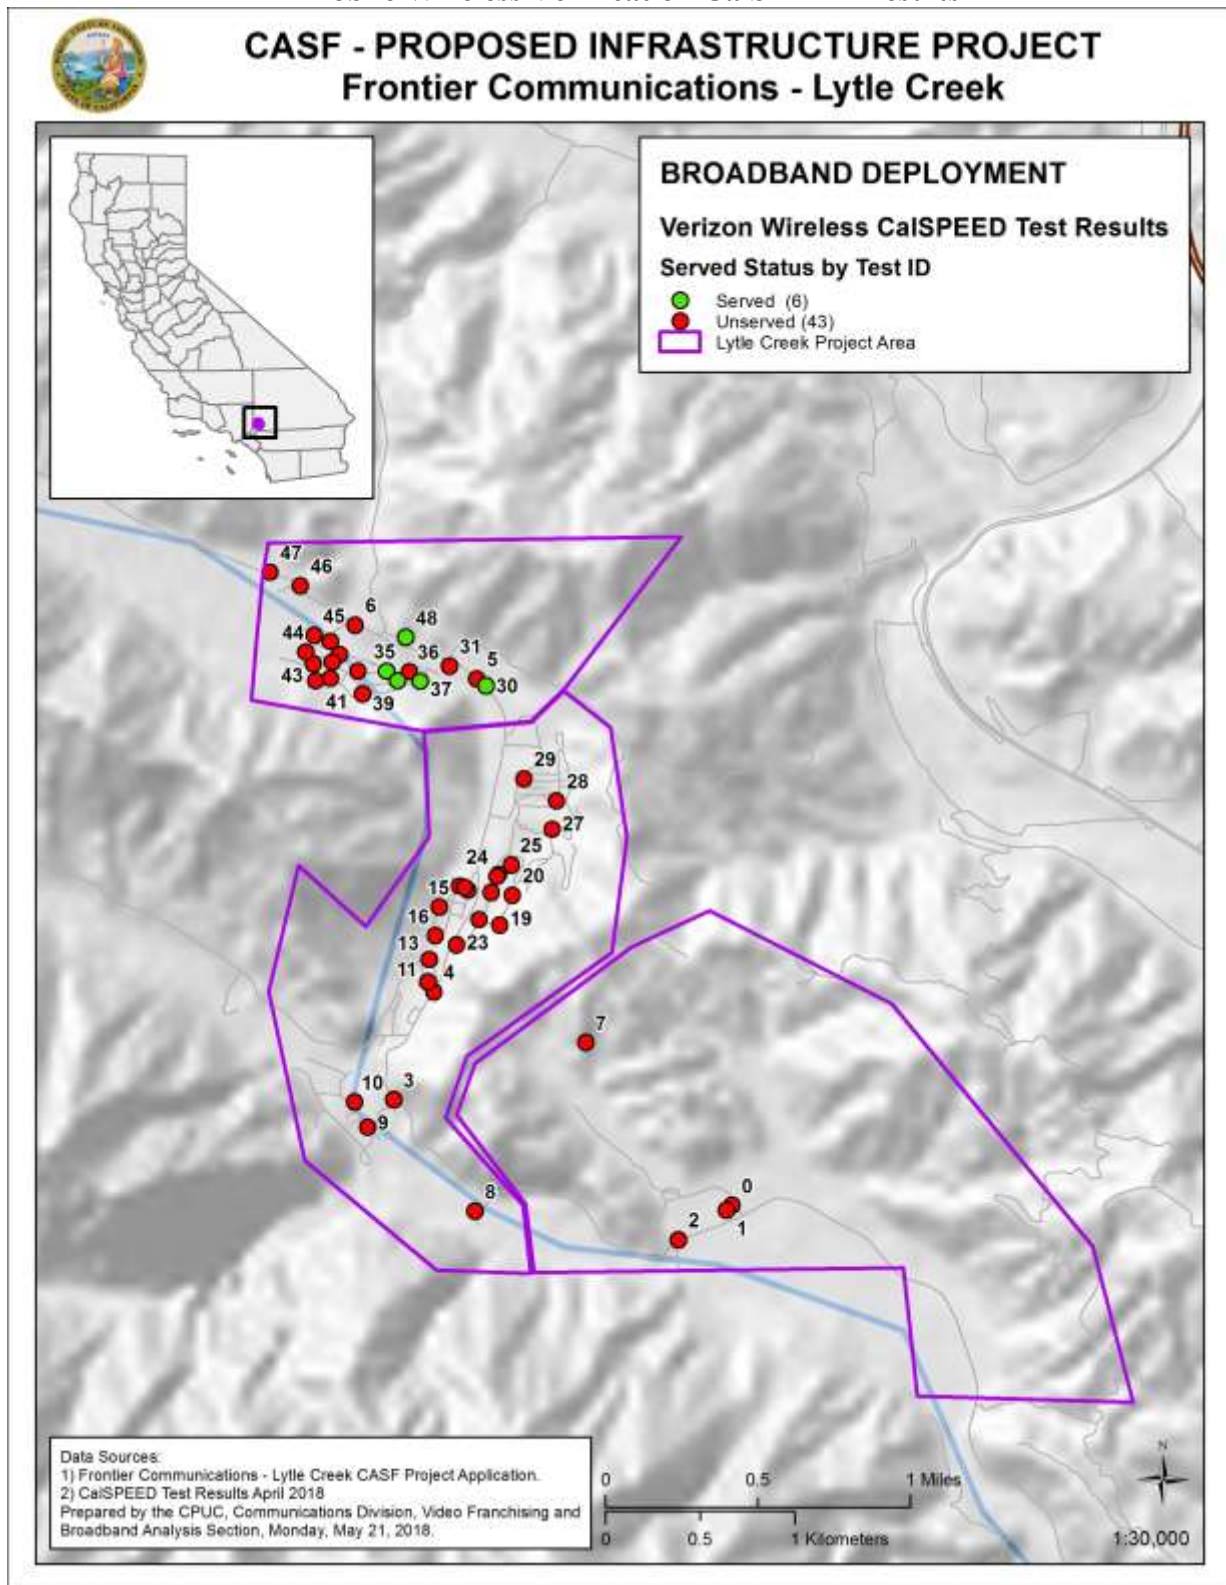 CASF - PROPOSED INFRASTRUCTURE PROJECT
Frontier Communications - Lytle Creek
BROADBAND DEPLOYMENT
Verizon Wireless CalSPEED Test Results
Served Status by Test ID
Served (6)
Unserved (43)
Lytle Creek Project Area
47
46
6
45
48
44
31
35
36
5
43
37
30
41
39
29
28
27
25
24
20
15
16
19
13
23
11
4
7
10
3
9
8
0
2
1
Data Sources:
1) Frontier Communications - Lytle Creek CASF Project Application.
2) CalSPEED Test Results April 2018
Prepared by the CPUC, Communications Division, Video Franchising and
Broadband Analysis Section, Monday, May 21, 2018.
0 0.5 1 Miles
0 0.5 1 Kilometers
N
1:30,000